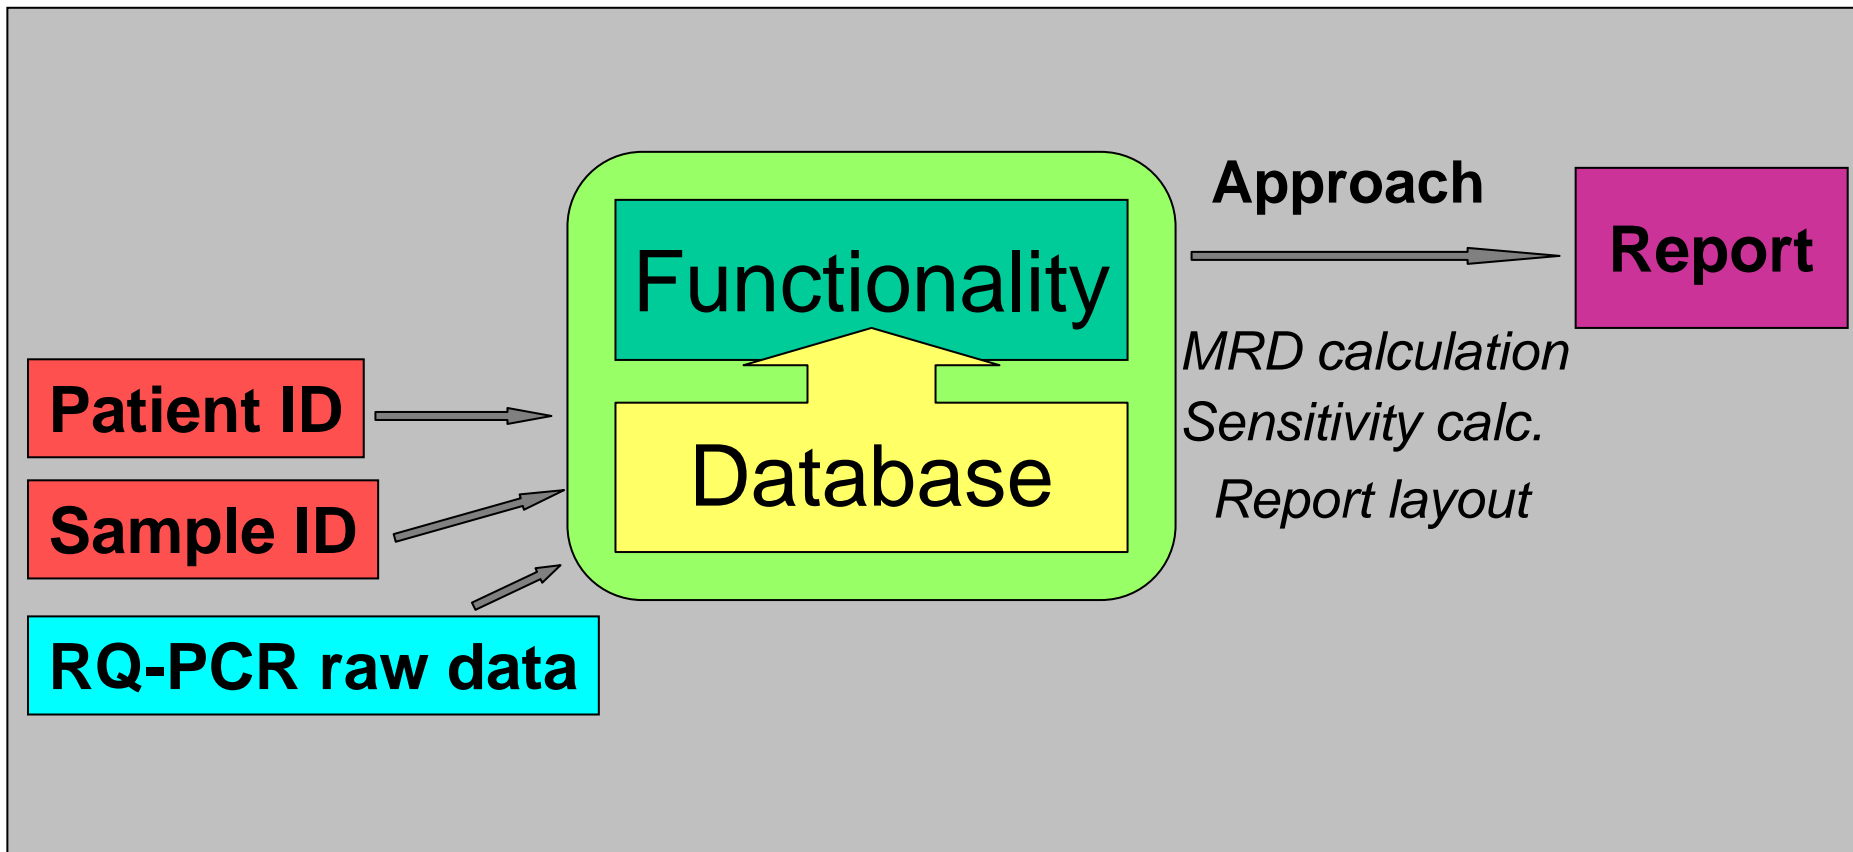 Patient ID
Sample ID
RQ-PCR raw data
Functionality
Database
Approach
MRD calculation
Sensitivity calc.
Report layout
Report